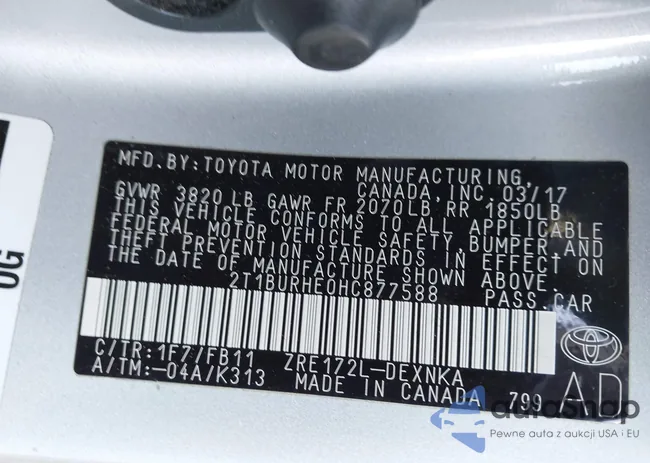 MFD. BY: TOYOTA MOTOR MANUFACTURING,
CANADA, INC. 03/17
GVWR 3820 LB GAWR FR 2070LB, RR 1850LB
THIS VEHICLE CONFORMS TO ALL APPLICABLE
FEDERAL MOTOR VEHICLE SAFETY, BUMPER, AND
THEFT PREVENTION STANDARDS IN EFFECT ON
THE DATE OF MANUFACTURE SHOWN ABOVE.
2T1BURHE0HC877588 PASS. CAR
C/TR: 1F7/FB11 ZRE172L-DEXNKA
A/TM: -04A/K313 MADE IN CANADA 799 AD
0G
autosnap
Pewne auta z aukcji USA i EU